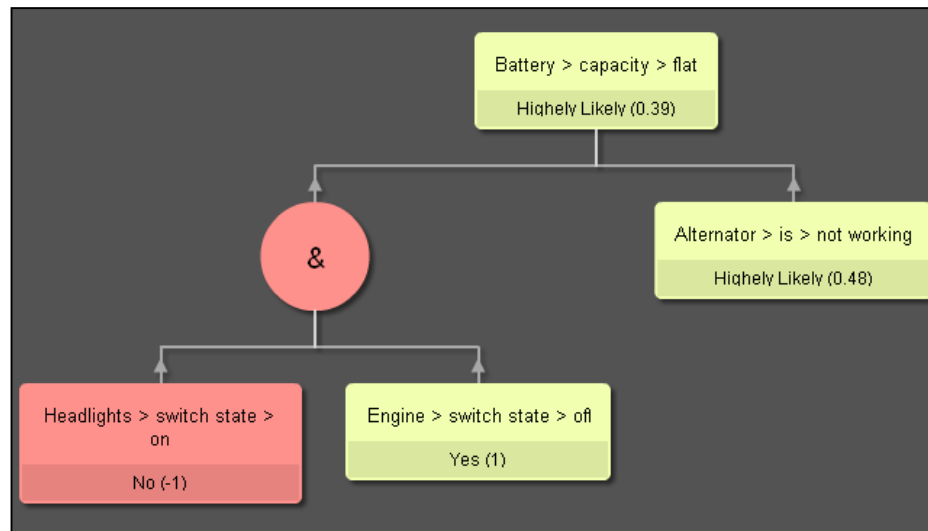 Battery > capacity > flat
Highely Likely (0.39)
&
Alternator > is > not working
Highely Likely (0.48)
Headlights > switch state >
on
No (-1)
Engine > switch state > off
Yes (1)